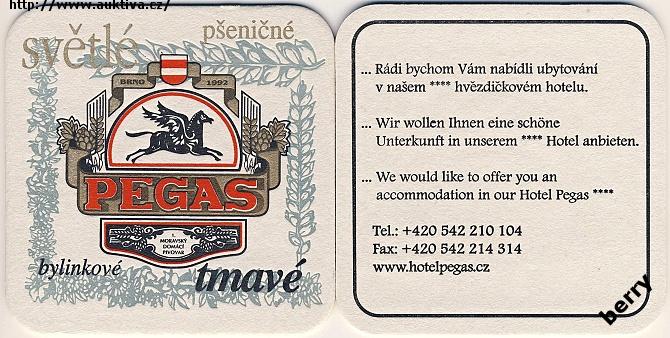 http://www.auktiva.cz/
světlé
pšeničné
BRNO 1992
PEGAS
1.
MORAVSKÝ
DOMÁCÍ
PIVOVAR
bylinkové
tmavé
... Rádi bychom Vám nabídli ubytování
v našem **** hvězdičkovém hotelu.
... Wir wollen Ihnen eine schöne
Unterkunft in unserem **** Hotel anbieten.
... We would like to offer you an
accommodation in our Hotel Pegas ****
Tel.: +420 542 210 104
Fax: +420 542 214 314
www.hotelpegas.cz
berry